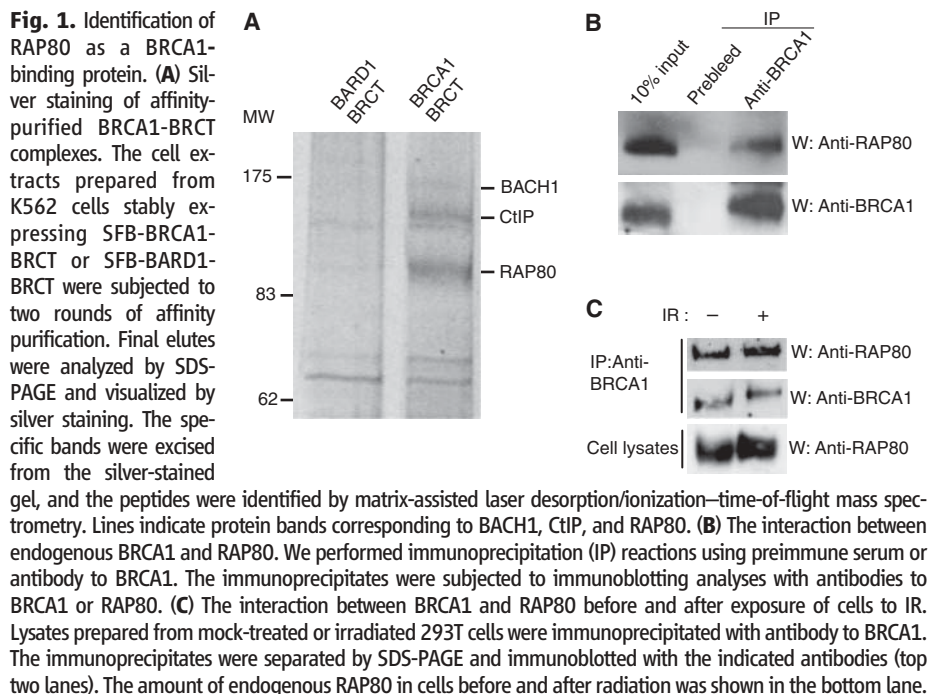 Fig. 1. Identification of
RAP80 as a BRCA1-
binding protein. (A) Sil-
ver staining of affinity-
purified BRCA1-BRCT
complexes. The cell ex-
tracts prepared from
K562 cells stably ex-
pressing SFB-BRCA1-
BRCT or SFB-BARD1-
BRCT were subjected to
two rounds of affinity
purification. Final elutes
were analyzed by SDS-
PAGE and visualized by
silver staining. The spe-
cific bands were excised
from the silver-stained
gel, and the peptides were identified by matrix-assisted laser desorption/ionization–time-of-flight mass spec-
trometry. Lines indicate protein bands corresponding to BACH1, CtIP, and RAP80. (B) The interaction between
endogenous BRCA1 and RAP80. We performed immunoprecipitation (IP) reactions using preimmune serum or
antibody to BRCA1. The immunoprecipitates were subjected to immunoblotting analyses with antibodies to
BRCA1 or RAP80. (C) The interaction between BRCA1 and RAP80 before and after exposure of cells to IR.
Lysates prepared from mock-treated or irradiated 293T cells were immunoprecipitated with antibody to BRCA1.
The immunoprecipitates were separated by SDS-PAGE and immunoblotted with the indicated antibodies (top
two lanes). The amount of endogenous RAP80 in cells before and after radiation was shown in the bottom lane.
A
BARD1
BRCT
BRCA1
BRCT
MW
175
83
62
BACH1
CtIP
RAP80
B
IP
10% input
Prebleed
Anti-BRCA1
W: Anti-RAP80
W: Anti-BRCA1
C
IR : – +
IP:Anti-
BRCA1
W: Anti-RAP80
W: Anti-BRCA1
Cell lysates
W: Anti-RAP80